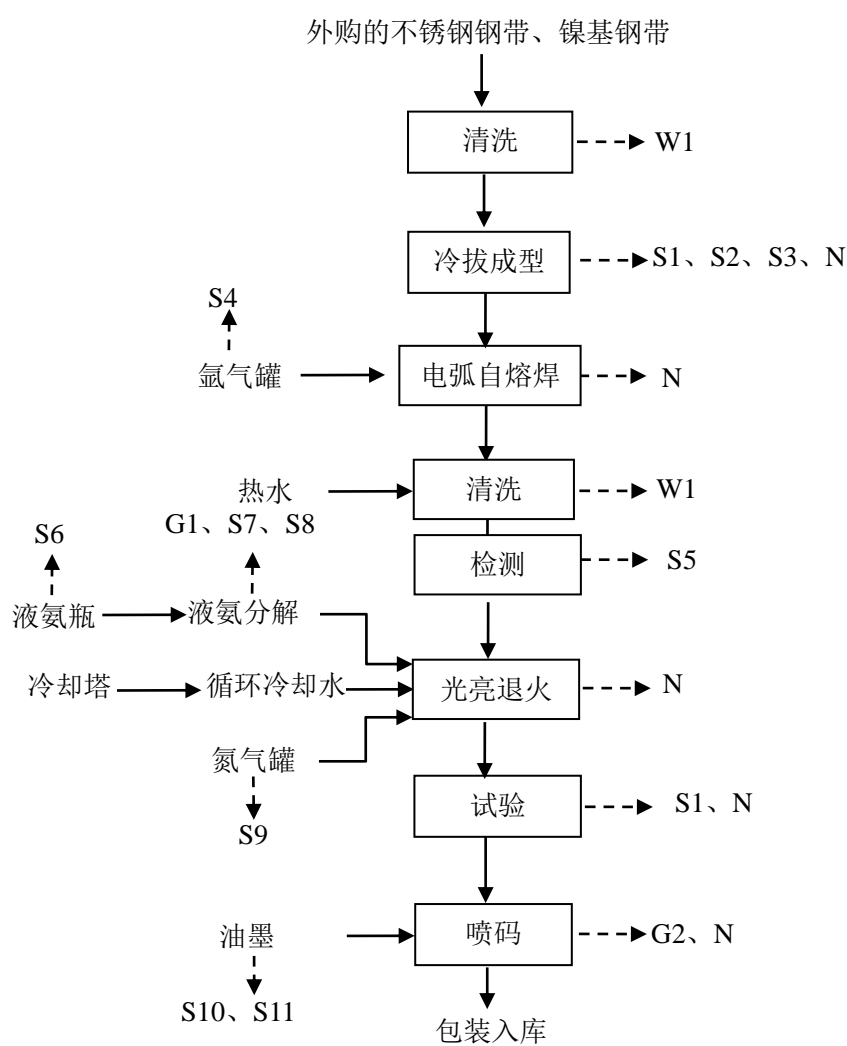 外购的不锈钢钢带、镍基钢带
清洗
W1
冷拔成型
S1、S2、S3、N
S4
氩气罐
电弧自熔焊
N
热水
清洗
W1
G1、S7、S8
S6
检测
S5
液氨瓶
液氨分解
冷却塔
循环冷却水
光亮退火
N
氮气罐
S9
试验
S1、N
油墨
喷码
G2、N
S10、S11
包装入库